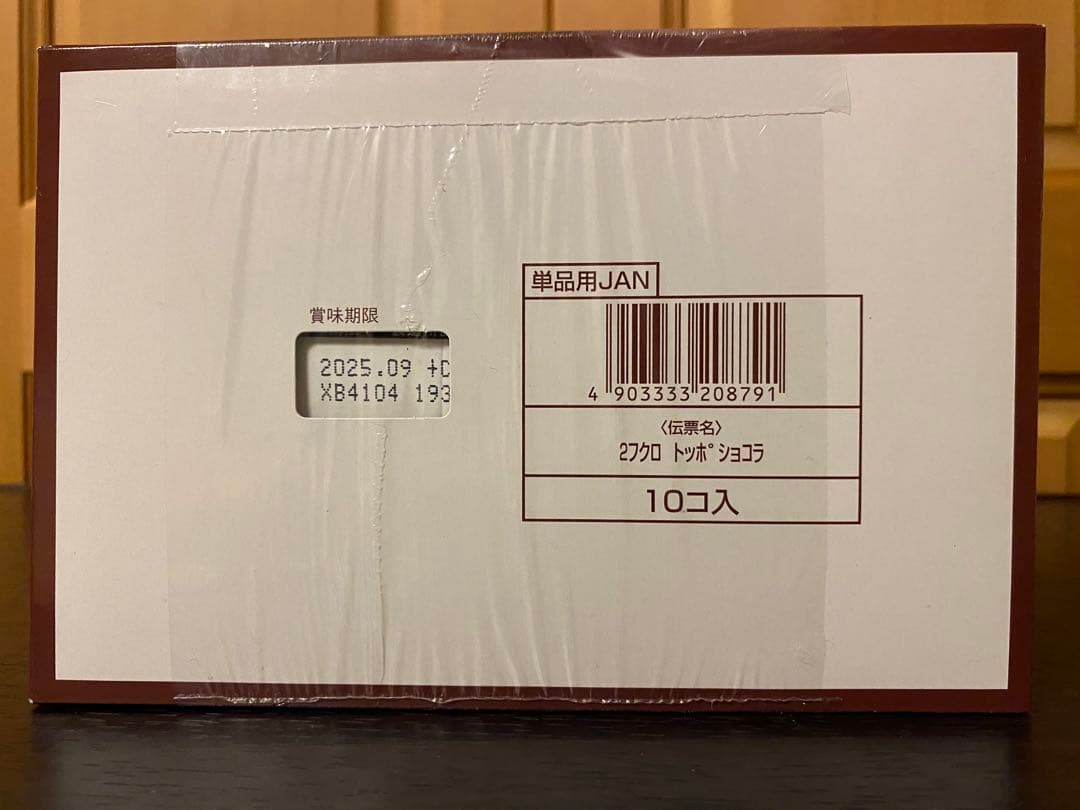 賞味期限
2025.09 +C
XB4104 193
単品用JAN
4 903333 208791
〈伝票名〉
2フクロ トッポショコラ
10コ入